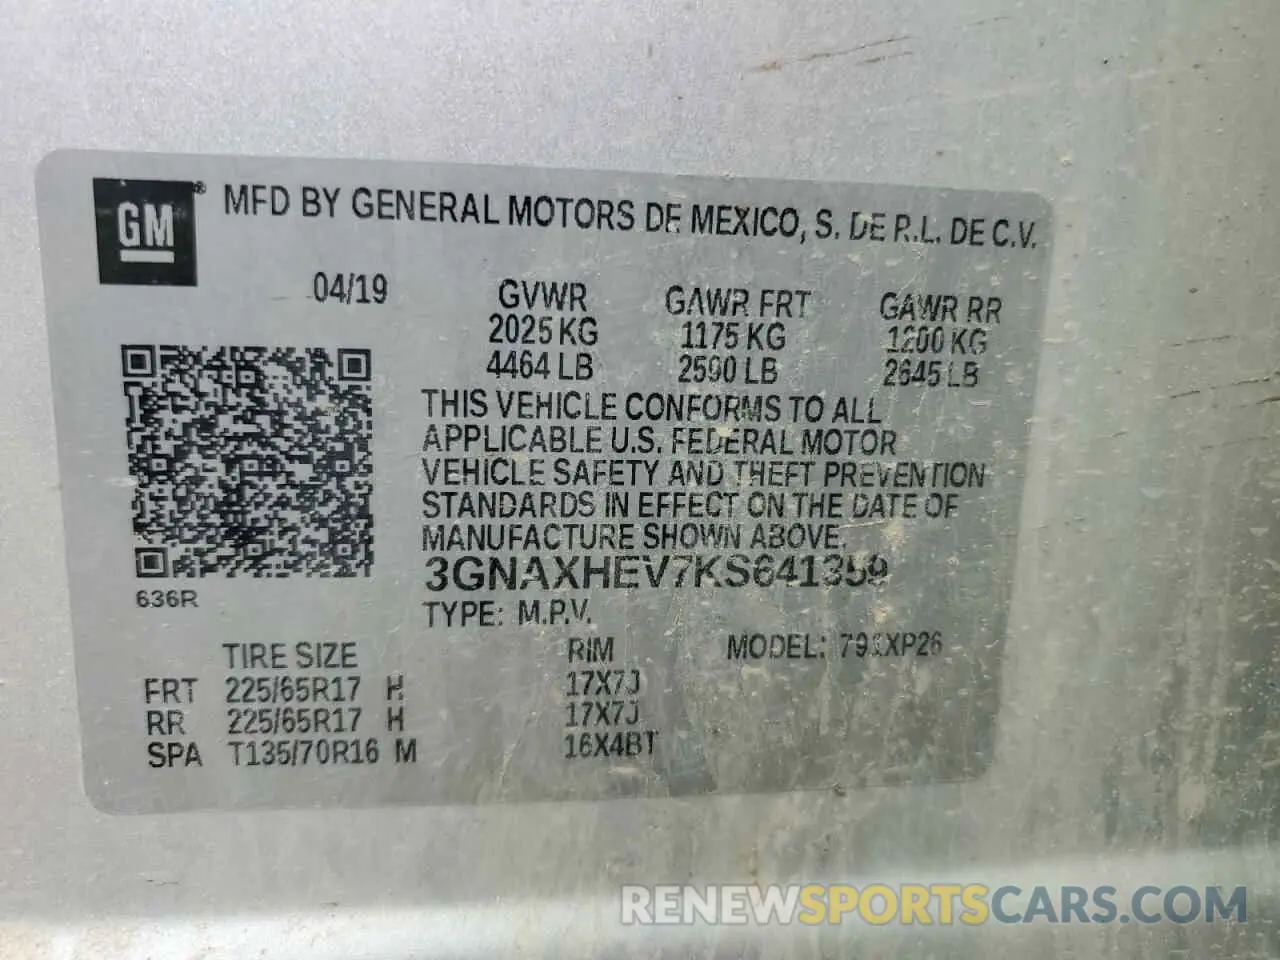 GM® MFD BY GENERAL MOTORS DE MEXICO, S. DE R.L. DE C.V.
04/19 GVWR GAWR FRT GAWR RR
2025 KG 1175 KG 1200 KG
4464 LB 2590 LB 2645 LB
THIS VEHICLE CONFORMS TO ALL
APPLICABLE U.S. FEDERAL MOTOR
VEHICLE SAFETY AND THEFT PREVENTION
STANDARDS IN EFFECT ON THE DATE OF
MANUFACTURE SHOWN ABOVE.
3GNAXHEV7KS641359
636R
TYPE: M.P.V.
TIRE SIZE RIM MODEL:
FRT 225/65R17 H 17X7J
RR 225/65R17 H 17X7J
SPA T135/70R16 M 16X4BT
RENEWSPORTSCARS.COM